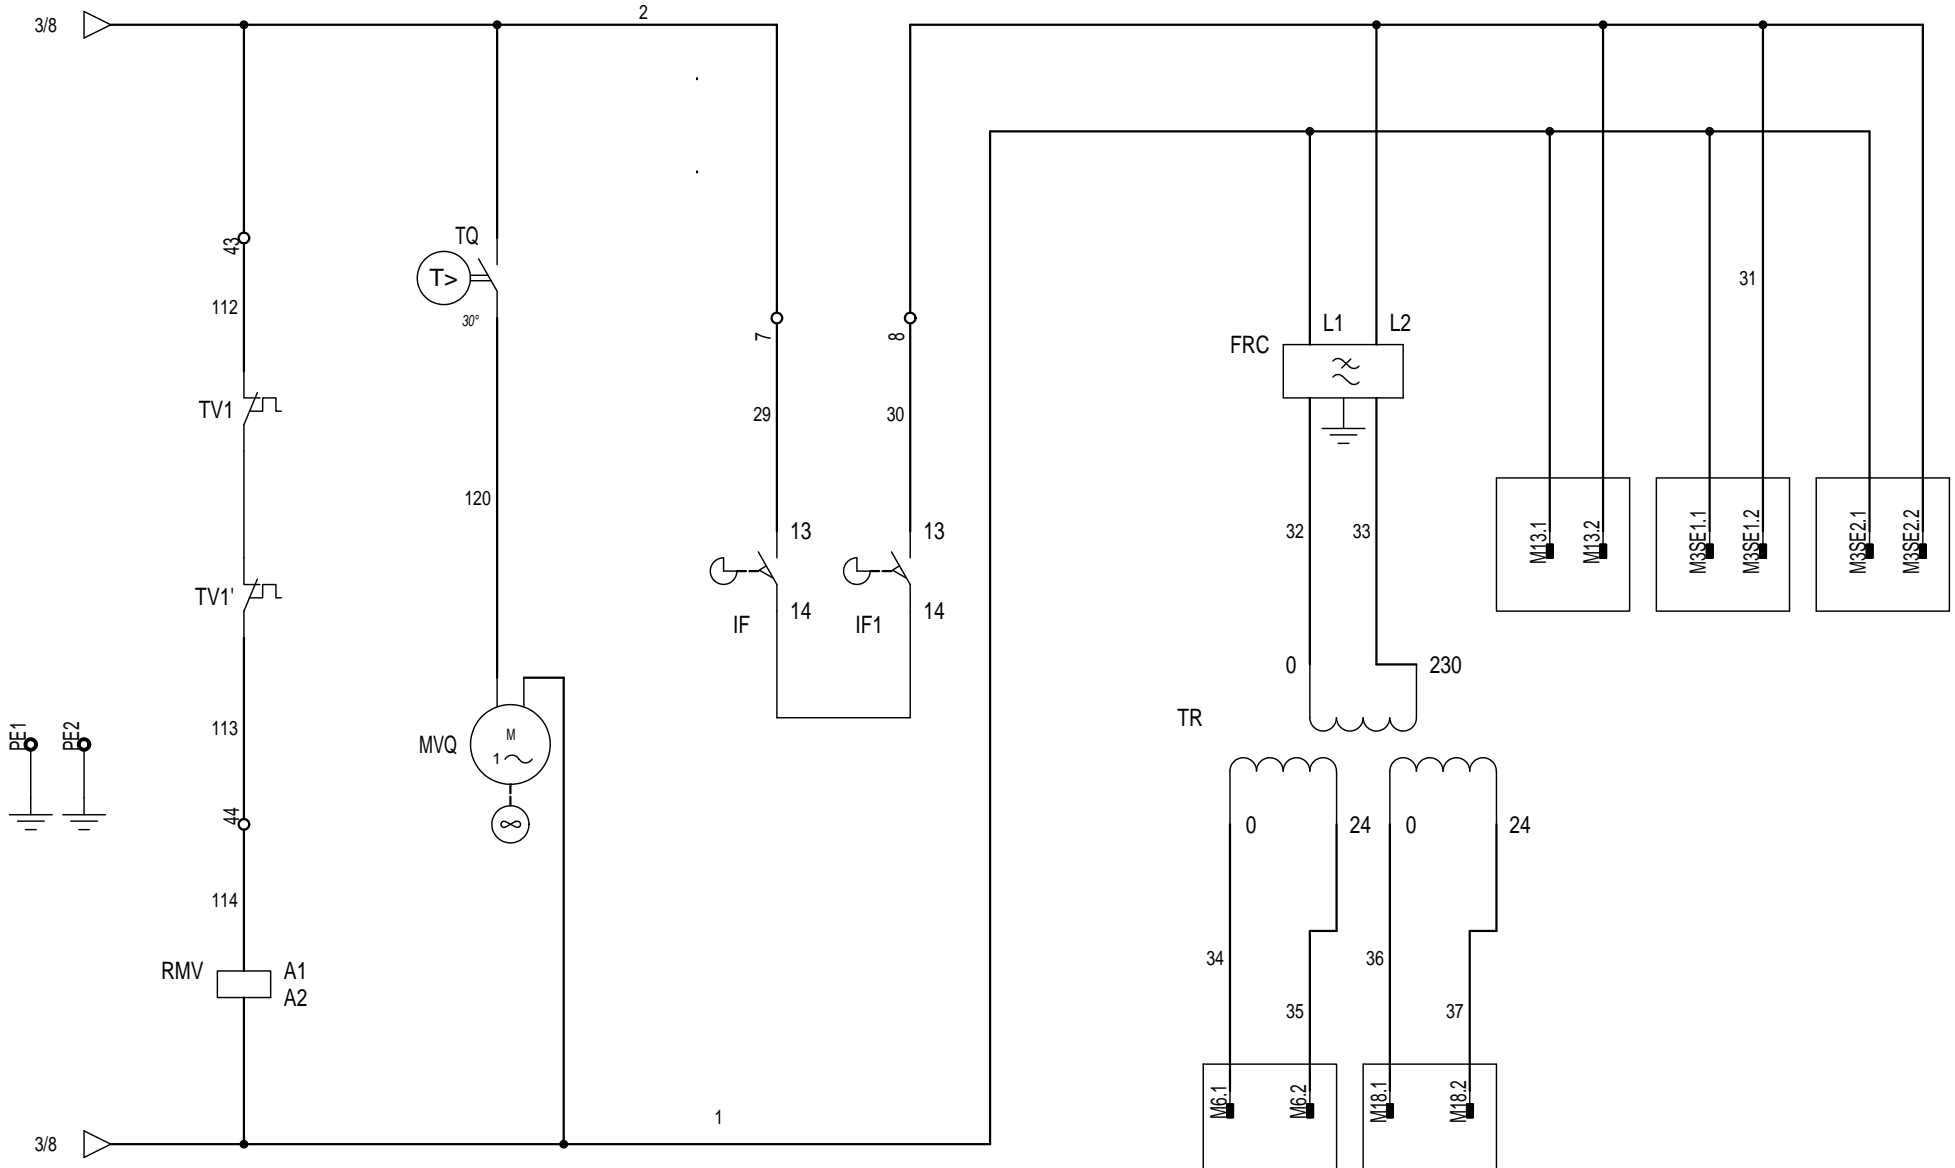 2
3/8
43
TQ
T>
30°
112
31
7
8
L1
L2
FRC
TV1
29
30
120
32
33
13
13
14
14
IF
IF1
M13.1
M13.2
M3SE1.1
M3SE1.2
M3SE2.1
M3SE2.2
TV1'
0
230
TR
PE1
PE2
113
MVQ
M
1
44
0
24
0
24
114
RMV
A1
A2
34
35
36
37
M6.1
M6.2
M18.1
M18.2
1
3/8